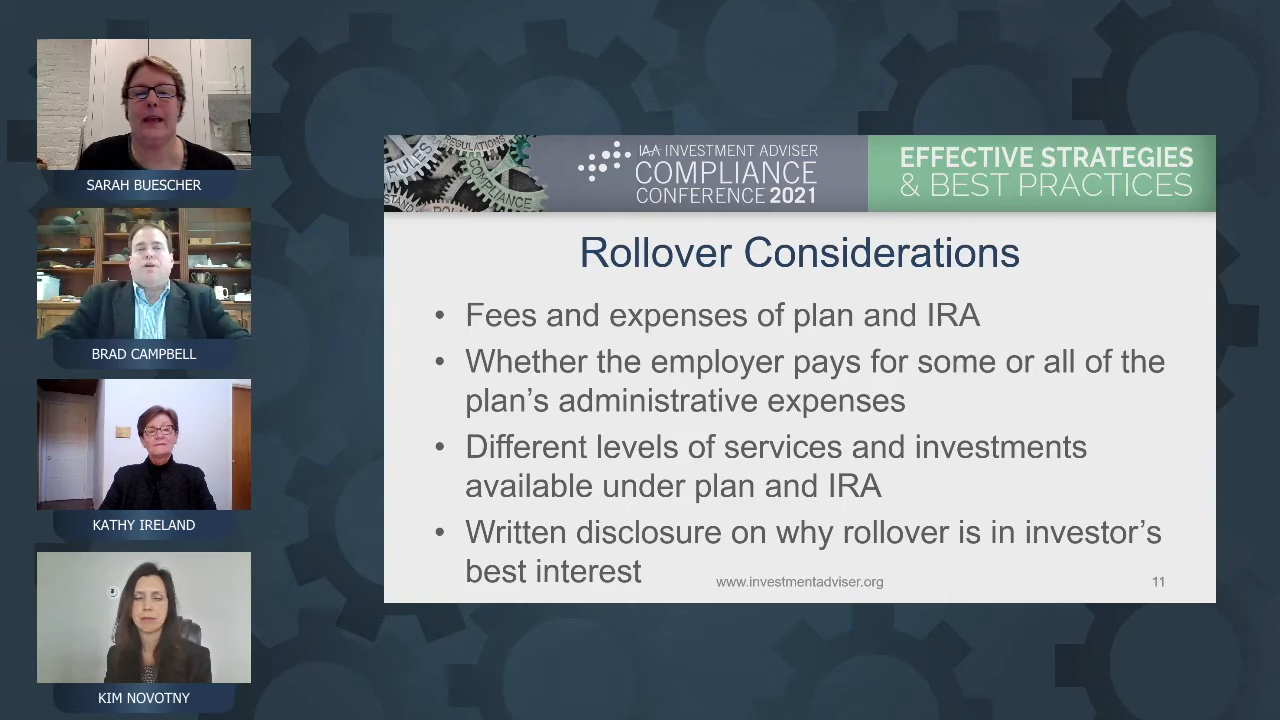 SARAH BUESCHER
BRAD CAMPBELL
KATHY IRELAND
KIM NOVOTNY
RULES
REGULATIONS
COMPLIANCE
IAA INVESTMENT ADVISER
COMPLIANCE
CONFERENCE 2021
EFFECTIVE STRATEGIES
& BEST PRACTICES
Rollover Considerations
• Fees and expenses of plan and IRA
• Whether the employer pays for some or all of the
plan’s administrative expenses
• Different levels of services and investments
available under plan and IRA
• Written disclosure on why rollover is in investor’s
best interest
www.investmentadviser.org
11